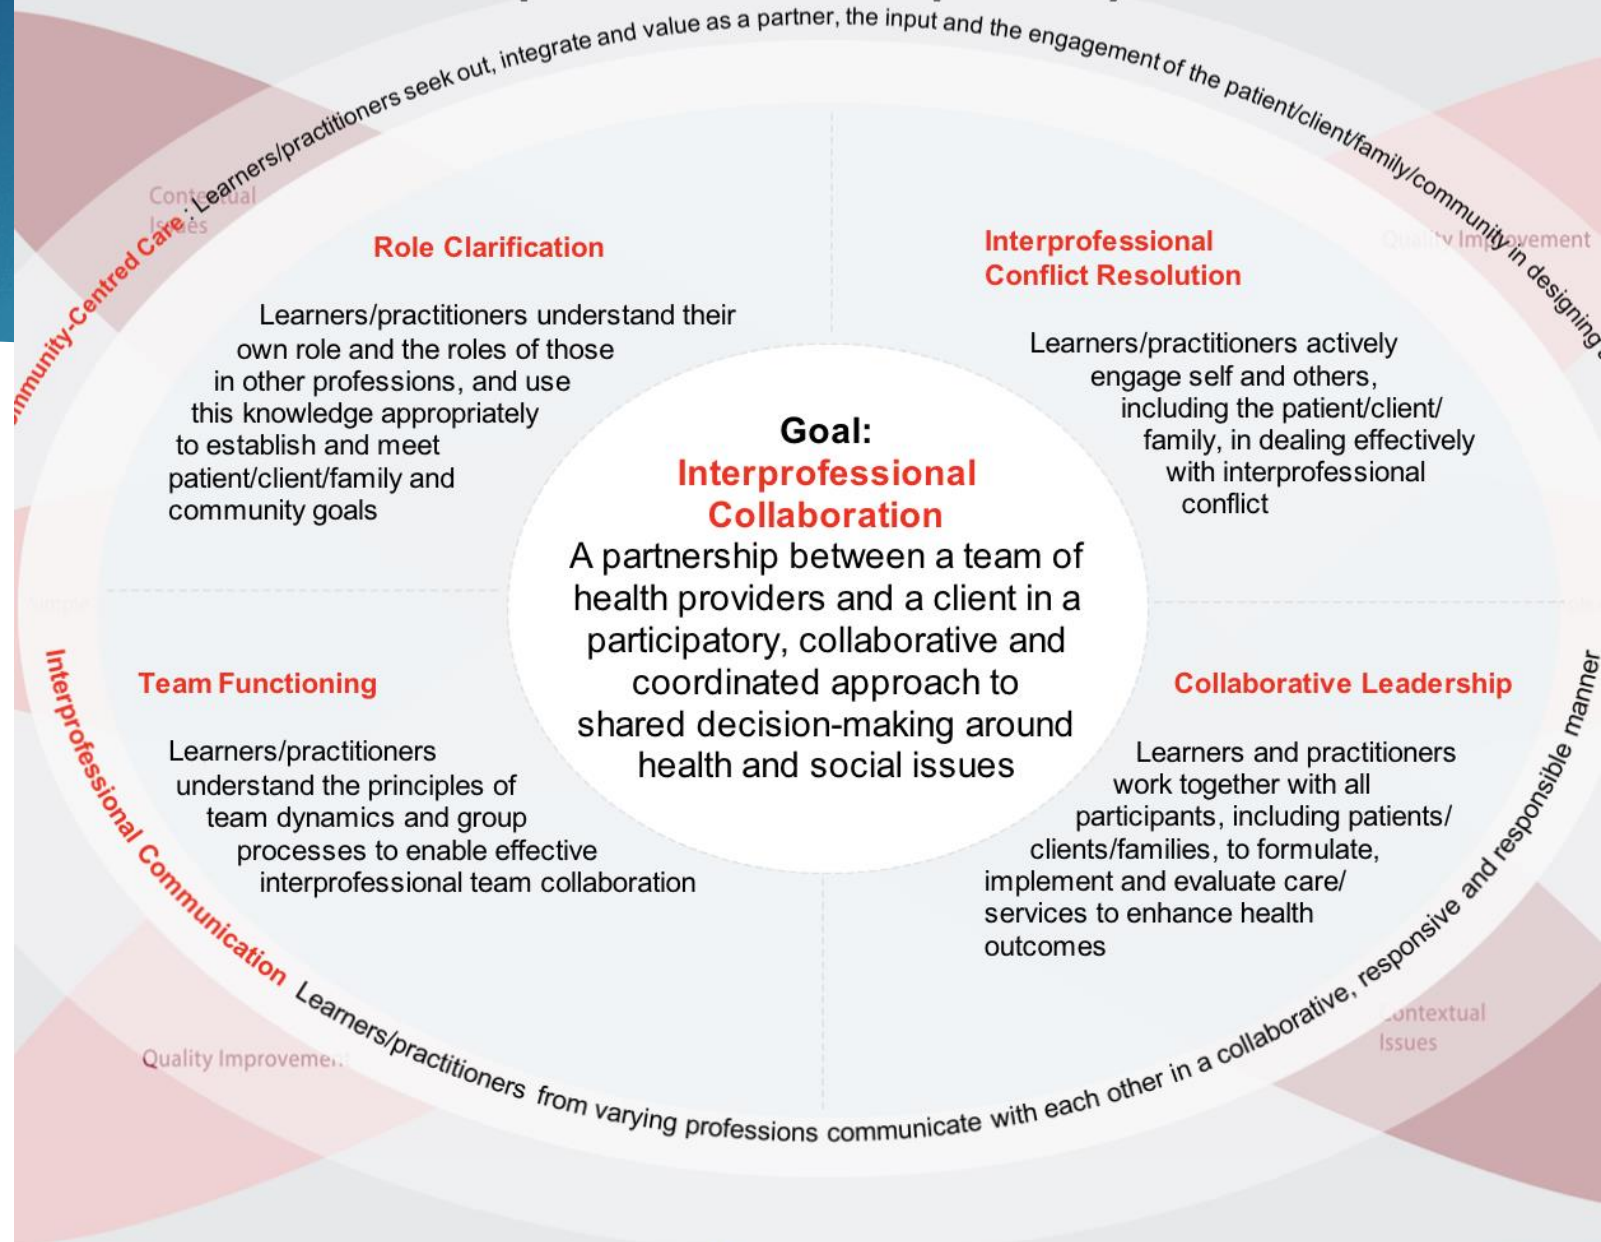 mmunity-Centred Care : Learners/practitioners seek out, integrate and value as a partner, the input and the engagement of the patient/client/family/community in designing
Contextual
Issues
Quality Improvement
Role Clarification
Learners/practitioners understand their
own role and the roles of those
in other professions, and use
this knowledge appropriately
to establish and meet
patient/client/family and
community goals
Interprofessional
Conflict Resolution
Learners/practitioners actively
engage self and others,
including the patient/client/
family, in dealing effectively
with interprofessional
conflict
Goal:
Interprofessional
Collaboration
A partnership between a team of
health providers and a client in a
participatory, collaborative and
coordinated approach to
shared decision-making around
health and social issues
Team Functioning
Learners/practitioners
understand the principles of
team dynamics and group
processes to enable effective
interprofessional team collaboration
Collaborative Leadership
Learners and practitioners
work together with all
participants, including patients/
clients/families, to formulate,
implement and evaluate care/
services to enhance health
outcomes
Interprofessional Communication Learners/practitioners from varying professions communicate with each other in a collaborative, responsive and responsible manner
Quality Improvement
Contextual
Issues